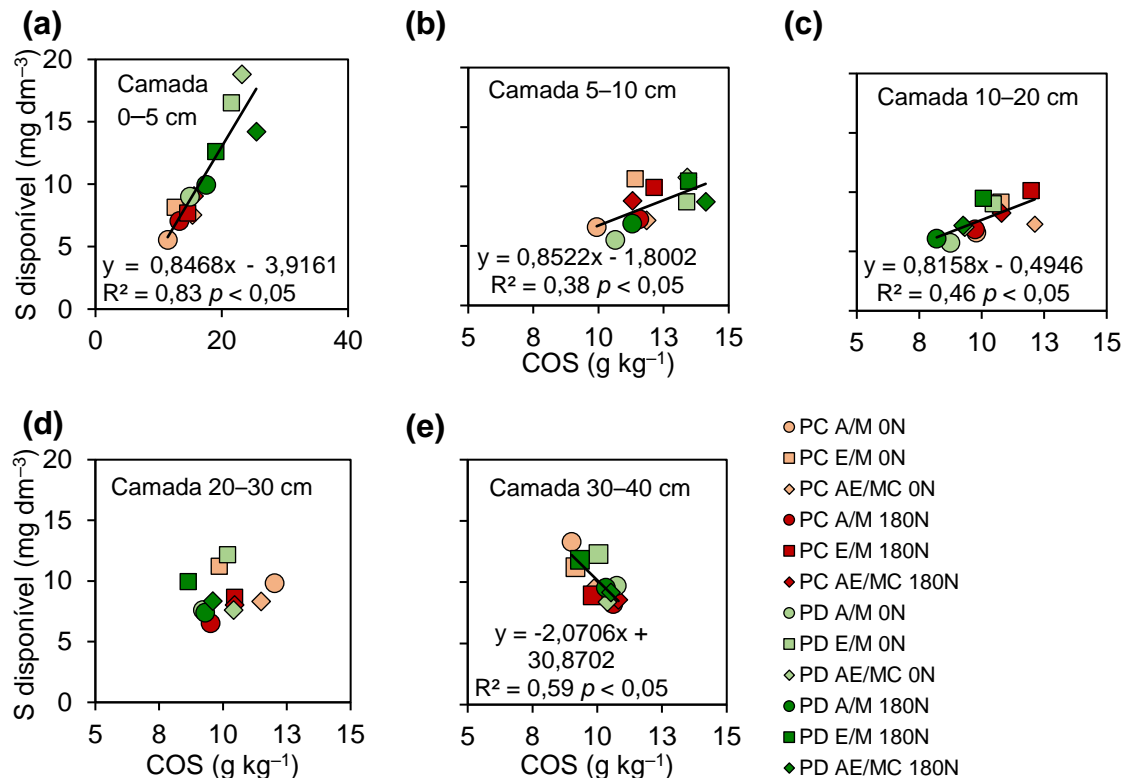 (a)
(b)
(c)
S disponível (mg dm⁻³)
20
15
10
5
0
Camada
0–5 cm
y = 0,8468x - 3,9161
R² = 0,83 p < 0,05
0 20 40
Camada 5–10 cm
y = 0,8522x - 1,8002
R² = 0,38 p < 0,05
5 8 10 13 15
COS (g kg⁻¹)
Camada 10–20 cm
y = 0,8158x - 0,4946
R² = 0,46 p < 0,05
5 8 10 13 15
(d)
(e)
S disponível (mg dm⁻³)
20
15
10
5
0
Camada 20–30 cm
5 8 10 13 15
COS (g kg⁻¹)
Camada 30–40 cm
y = -2,0706x +
30,8702
R² = 0,59 p < 0,05
5 8 10 13 15
COS (g kg⁻¹)
PC A/M 0N
PC E/M 0N
PC AE/MC 0N
PC A/M 180N
PC E/M 180N
PC AE/MC 180N
PD A/M 0N
PD E/M 0N
PD AE/MC 0N
PD A/M 180N
PD E/M 180N
PD AE/MC 180N